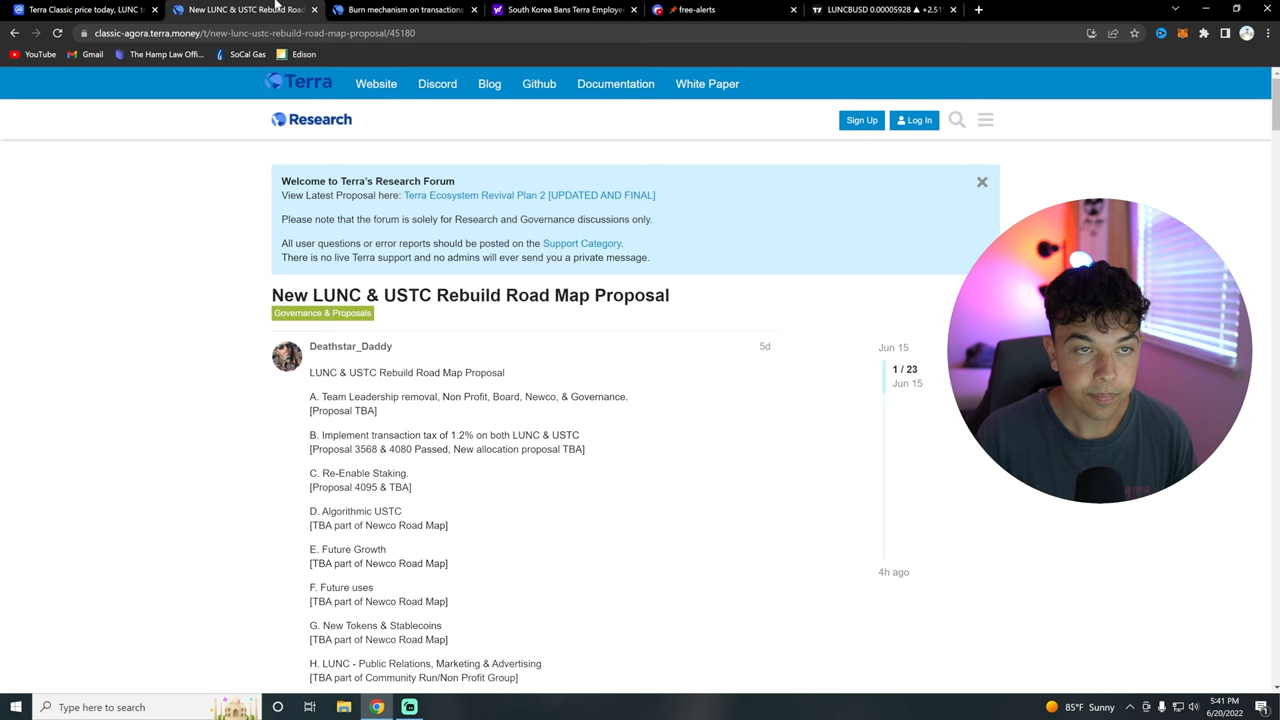 Terra Classic price today, LUNC to
New LUNC & USTC Rebuild Road
Burn mechanism on transactions
South Korea Bans Terra Employee
free-alerts
LUNCBUSD 0.00005928 ▲ +2.51
classic-agora.terra.money/t/new-lunc-ustc-rebuild-road-map-proposal/45180
YouTube
Gmail
The Hamp Law Offi...
SoCal Gas
Edison
Terra
Website
Discord
Blog
Github
Documentation
White Paper
Research
Sign Up
Log In
Welcome to Terra's Research Forum
View Latest Proposal here: Terra Ecosystem Revival Plan 2 [UPDATED AND FINAL]
Please note that the forum is solely for Research and Governance discussions only.
All user questions or error reports should be posted on the Support Category.
There is no live Terra support and no admins will ever send you a private message.
New LUNC & USTC Rebuild Road Map Proposal
Governance & Proposals
Deathstar_Daddy
5d
Jun 15
1 / 23
Jun 15
4h ago
LUNC & USTC Rebuild Road Map Proposal
A. Team Leadership removal, Non Profit, Board, Newco, & Governance.
[Proposal TBA]
B. Implement transaction tax of 1.2% on both LUNC & USTC
[Proposal 3568 & 4080 Passed, New allocation proposal TBA]
C. Re-Enable Staking.
[Proposal 4095 & TBA]
D. Algorithmic USTC
[TBA part of Newco Road Map]
E. Future Growth
[TBA part of Newco Road Map]
F. Future uses
[TBA part of Newco Road Map]
G. New Tokens & Stablecoins
[TBA part of Newco Road Map]
H. LUNC - Public Relations, Marketing & Advertising
[TBA part of Community Run/Non Profit Group]
Type here to search
85°F Sunny
5:41 PM
6/20/2022